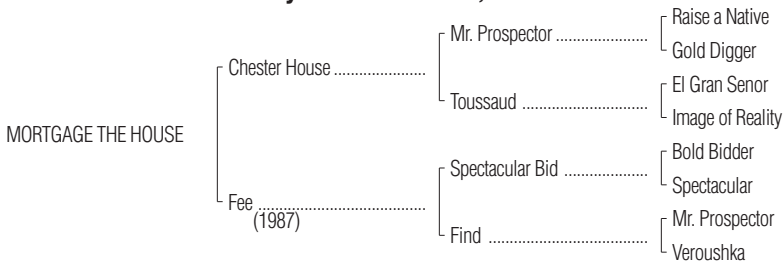 Raise a Native
Mr. Prospector ......................
Gold Digger
Chester House ......................
El Gran Senor
Toussaud ..............................
Image of Reality
MORTGAGE THE HOUSE
Bold Bidder
Spectacular Bid ....................
Spectacular
Fee ........................................
(1987)
Mr. Prospector
Find ......................................
Veroushka